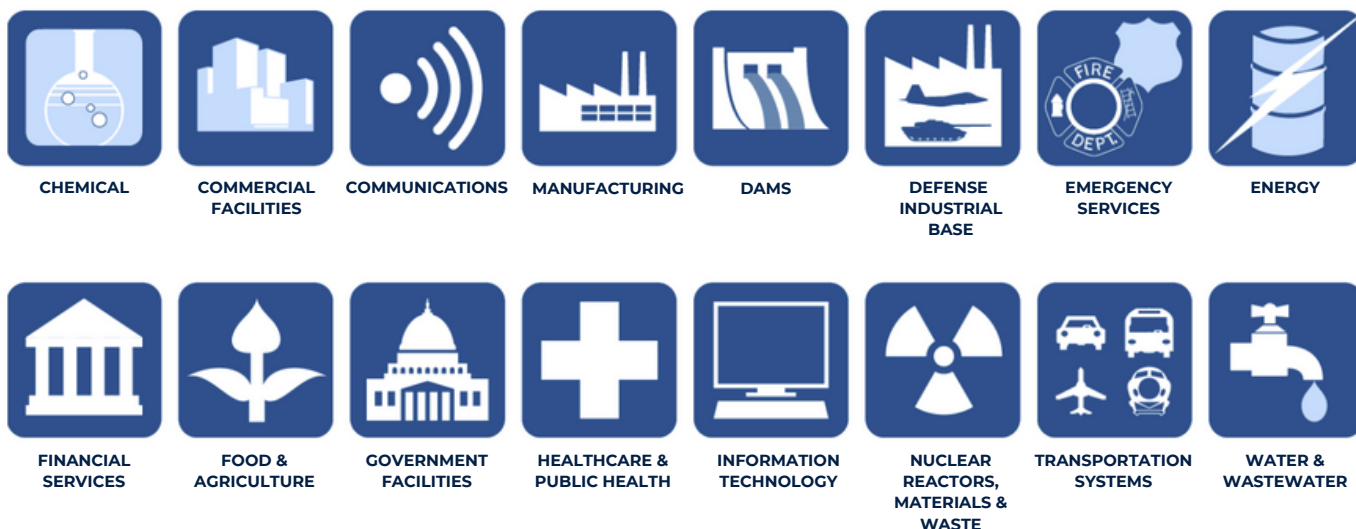 FIRE
DEPT.
CHEMICAL
COMMERCIAL
FACILITIES
COMMUNICATIONS
MANUFACTURING
DAMS
DEFENSE
INDUSTRIAL
BASE
EMERGENCY
SERVICES
ENERGY
FINANCIAL
SERVICES
FOOD &
AGRICULTURE
GOVERNMENT
FACILITIES
HEALTHCARE &
PUBLIC HEALTH
INFORMATION
TECHNOLOGY
NUCLEAR
REACTORS,
MATERIALS &
WASTE
TRANSPORTATION
SYSTEMS
WATER &
WASTEWATER